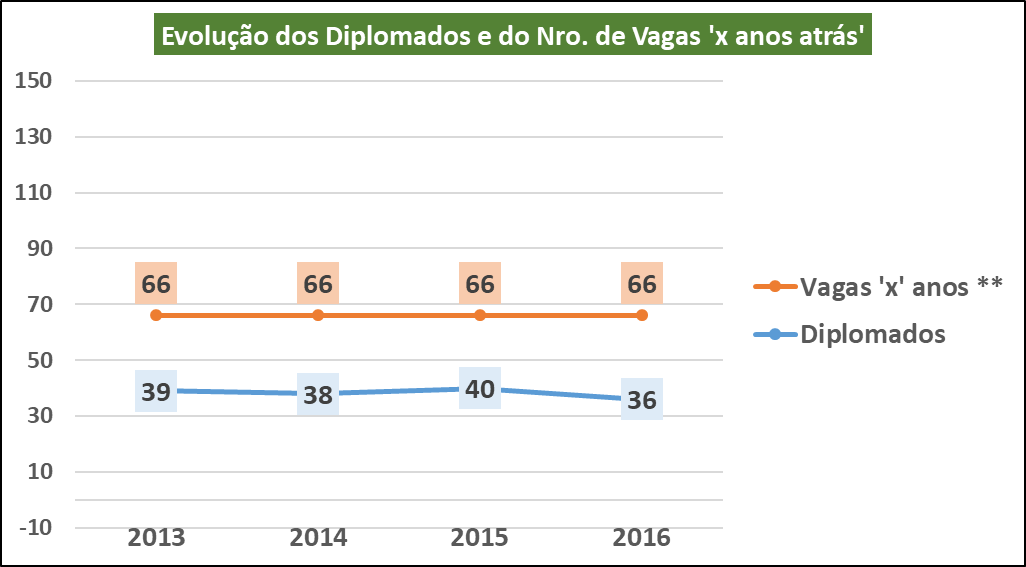 Evolução dos Diplomados e do Nro. de Vagas 'x anos atrás'
150
130
110
90
70
50
30
10
-10
66 66 66 66
39 38 40 36
2013 2014 2015 2016
Vagas 'x' anos **
Diplomados